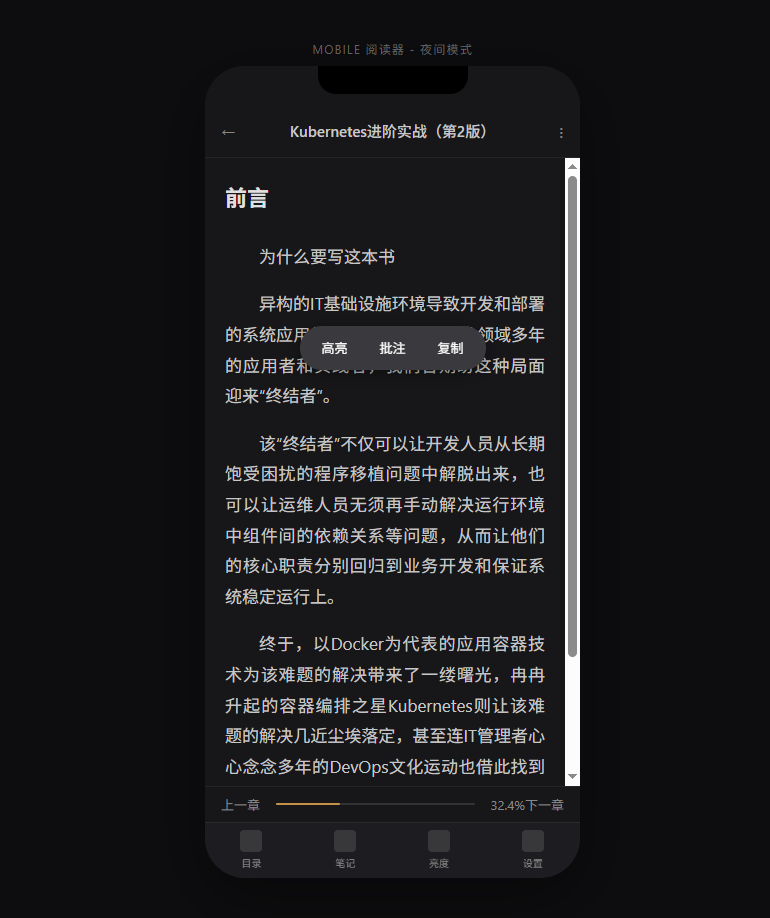 MOBILE 阅读器 - 夜间模式
← Kubernetes进阶实战（第2版） ⋮
前言
为什么要写这本书
异构的IT基础设施环境导致开发和部署
的系统应用 领域多年
高亮 批注 复制
的应用者和 这种局面
迎来“终结者”。
该“终结者”不仅可以让开发人员从长期
饱受困扰的程序移植问题中解脱出来，也
可以让运维人员无须再手动解决运行环境
中组件间的依赖关系等问题，从而让他们
的核心职责分别回归到业务开发和保证系
统稳定运行上。
终于，以Docker为代表的应用容器技
术为该难题的解决带来了一缕曙光，冉冉
升起的容器编排之星Kubernetes则让该难
题的解决几近尘埃落定，甚至连IT管理者心
心念念多年的DevOps文化运动也借此找到
上一章 32.4%下一章
目录 笔记 亮度 设置